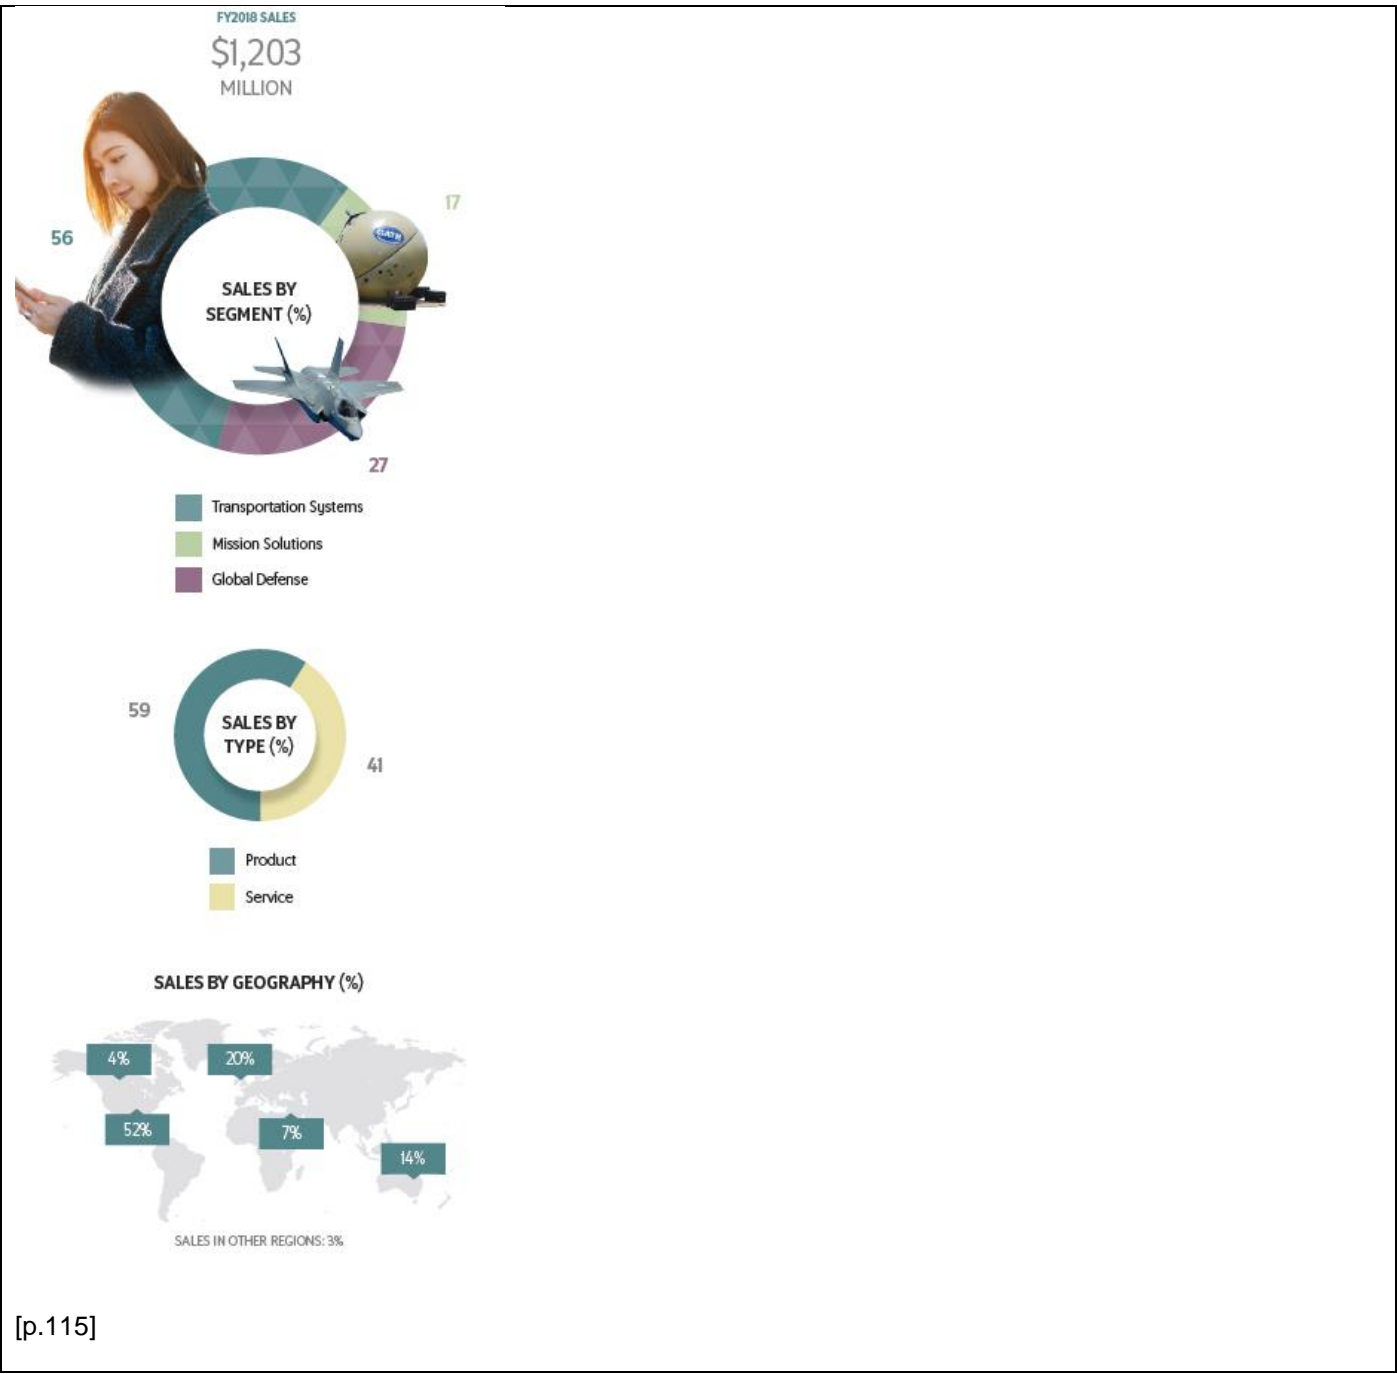 FY2018 SALES
$1,203
MILLION
17
56
GATR
SALES BY
SEGMENT (%)
27
Transportation Systems
Mission Solutions
Global Defense
59
SALES BY
TYPE (%)
41
Product
Service
SALES BY GEOGRAPHY (%)
4%
20%
52%
7%
14%
SALES IN OTHER REGIONS: 3%
[p.115]